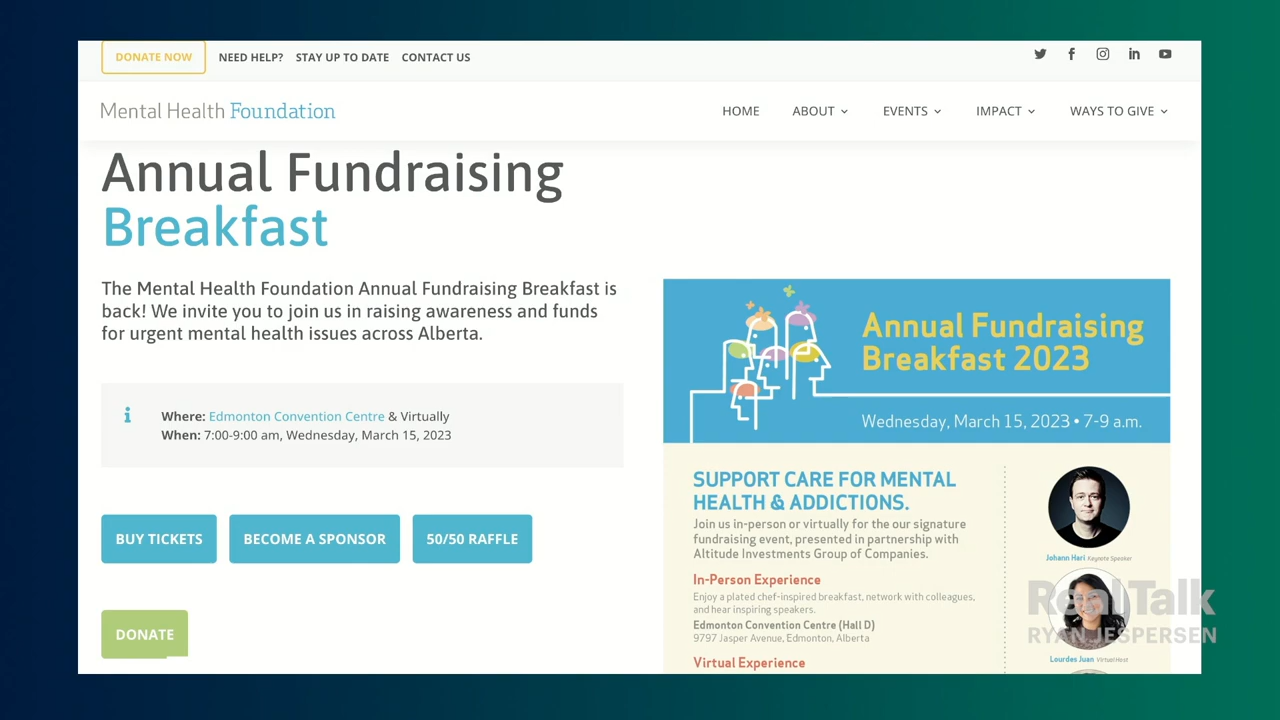 DONATE NOW NEED HELP? STAY UP TO DATE CONTACT US
Mental Health Foundation
HOME ABOUT EVENTS IMPACT WAYS TO GIVE
Annual Fundraising
Breakfast
The Mental Health Foundation Annual Fundraising Breakfast is
back! We invite you to join us in raising awareness and funds
for urgent mental health issues across Alberta.
Where: Edmonton Convention Centre & Virtually
When: 7:00-9:00 am, Wednesday, March 15, 2023
BUY TICKETS BECOME A SPONSOR 50/50 RAFFLE
DONATE
Annual Fundraising
Breakfast 2023
Wednesday, March 15, 2023 • 7-9 a.m.
SUPPORT CARE FOR MENTAL
HEALTH & ADDICTIONS.
Join us in-person or virtually for the our signature
fundraising event, presented in partnership with
Altitude Investments Group of Companies.
In-Person Experience
Enjoy a plated chef-inspired breakfast, network with colleagues,
and hear inspiring speakers.
Edmonton Convention Centre (Hall D)
9797 Jasper Avenue, Edmonton, Alberta
Virtual Experience
Johann Hari Keynote Speaker
Lourdes Juan Virtual Host
Real Talk
RYAN JESPERSEN